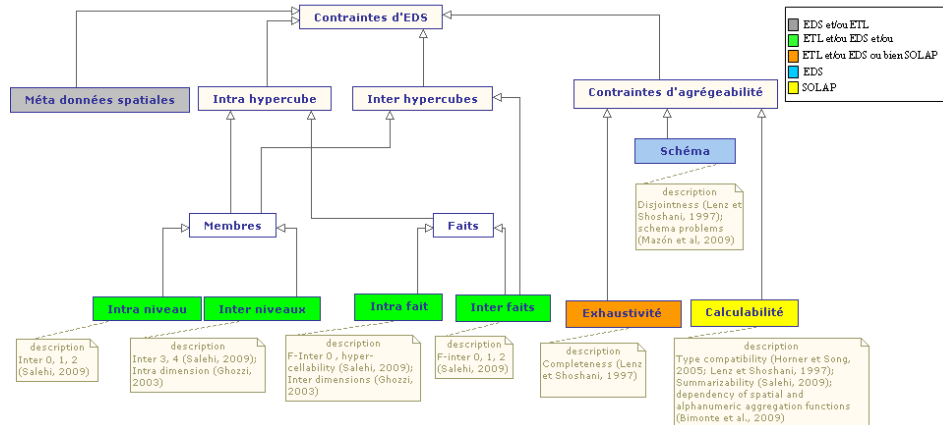 Contraintes d'EDS
EDS et/ou ETL
ETL et/ou EDS et/ou
ETL et/ou EDS ou bien SOLAP
EDS
SOLAP
Méta données spatiales
Intra hypercube
Inter hypercubes
Contraintes d'agrégeabilité
Schéma
description
Disjointness (Lenz et
Shoshani, 1997);
schema problems
(Mazón et al, 2009)
Membres
Faits
Intra niveau
Inter niveaux
Intra fait
Inter faits
Exhaustivité
Calculabilité
description
Inter 0, 1, 2
(Salehi, 2009)
description
Inter 3, 4 (Salehi, 2009);
Intra dimension (Ghozzi,
2003)
description
F-Inter 0 , hyper-
cellability (Salehi, 2009);
Inter dimensions (Ghozzi,
2003)
description
F-inter 0, 1, 2
(Salehi, 2009)
description
Completeness (Lenz
et Shoshani, 1997)
description
Type compatibility (Horner et Song,
2005; Lenz et Shoshani, 1997);
Summarizability (Salehi, 2009);
dependency of spatial and
alphanumeric aggregation functions
(Bimonte et al., 2009)